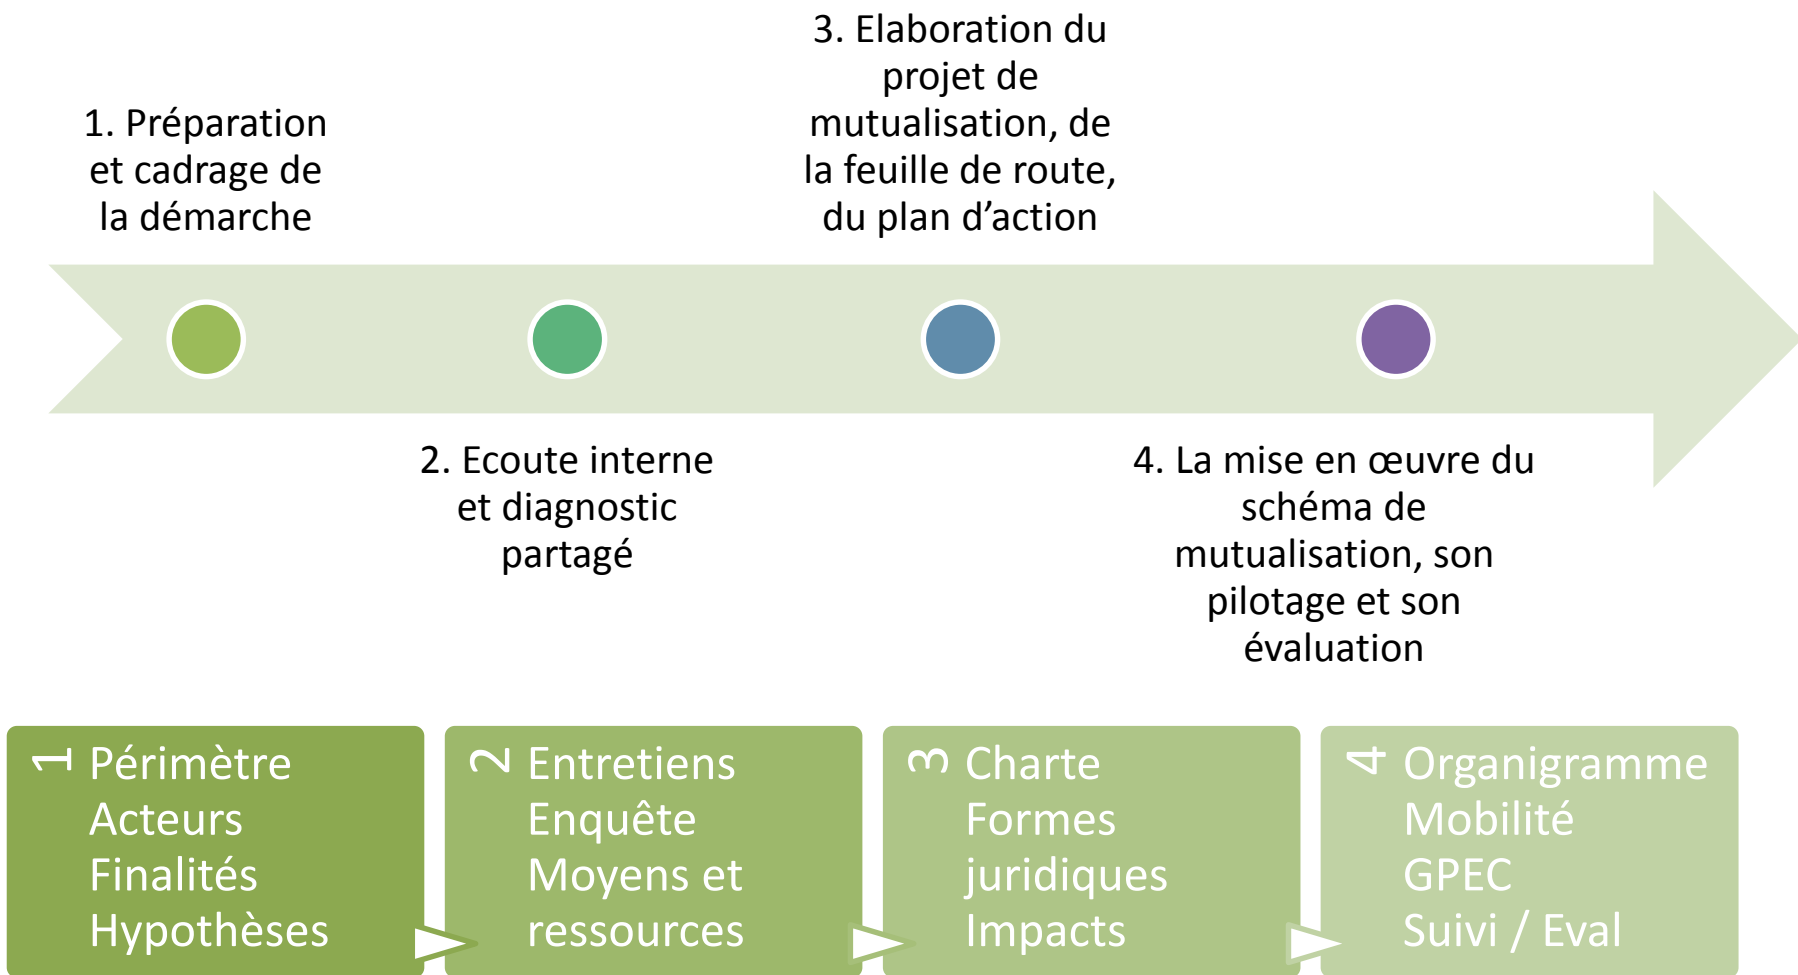 1. Préparation
et cadrage de
la démarche
2. Ecoute interne
et diagnostic
partagé
3. Elaboration du
projet de
mutualisation, de
la feuille de route,
du plan d’action
4. La mise en œuvre du
schéma de
mutualisation, son
pilotage et son
évaluation
1
Périmètre
Acteurs
Finalités
Hypothèses
2
Entretiens
Enquête
Moyens et
ressources
3
Charte
Formes
juridiques
Impacts
4
Organigramme
Mobilité
GPEC
Suivi / Eval